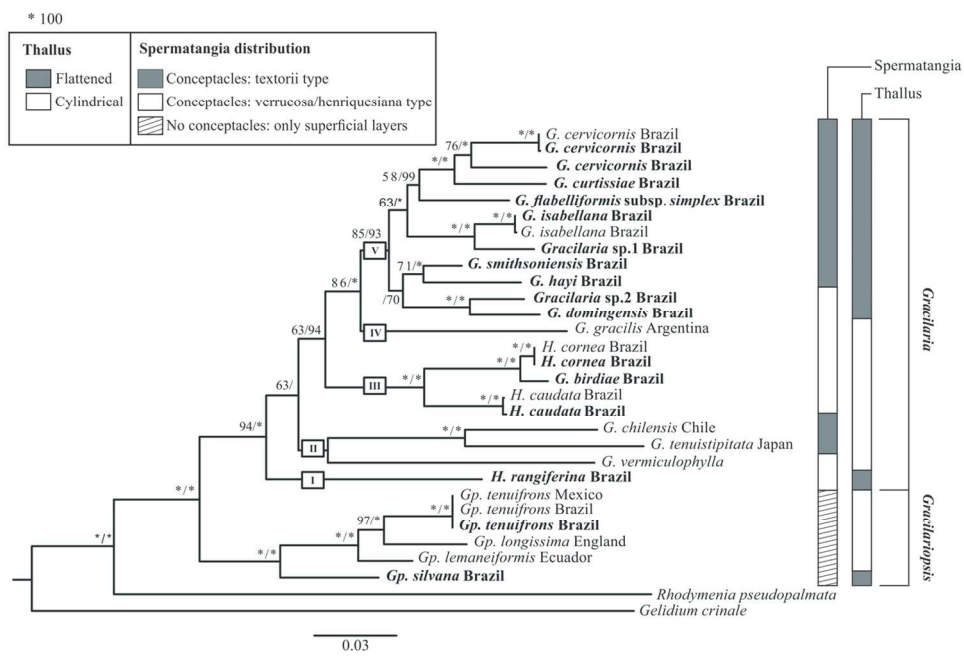 * 100
Thallus
Flattened
Cylindrical
Spermatangia distribution
Conceptacles: textorii type
Conceptacles: verrucosa/henriquesiana type
No conceptacles: only superficial layers
Spermatangia
Thallus
*/* G. cervicornis Brazil
76/* G. cervicornis Brazil
*/* G. cervicornis Brazil
58/99 G. curtissiae Brazil
63/* G. flabelliformis subsp. simplex Brazil
*/* G. isabellana Brazil
*/* G. isabellana Brazil
85/93 Gracilaria sp.1 Brazil
V
71/* G. smithsoniensis Brazil
86/* G. hayi Brazil
/70 */* Gracilaria sp.2 Brazil
G. domingensis Brazil
63/94 IV G. gracilis Argentina
*/* H. cornea Brazil
*/* H. cornea Brazil
III */* G. birdiae Brazil
63/ */* H. caudata Brazil
H. caudata Brazil
94/* */* G. chilensis Chile
II G. tenuistipitata Japan
G. vermiculophylla
I H. rangiferina Brazil
*/* Gp. tenuifrons Mexico
*/* Gp. tenuifrons Brazil
97/* Gp. tenuifrons Brazil
*/* */* Gp. longissima England
*/* Gp. lemaneiformis Ecuador
Gp. silvana Brazil
Rhodymenia pseudopalmata
Gelidium crinale
Gracilaria
Gracilariopsis
0.03